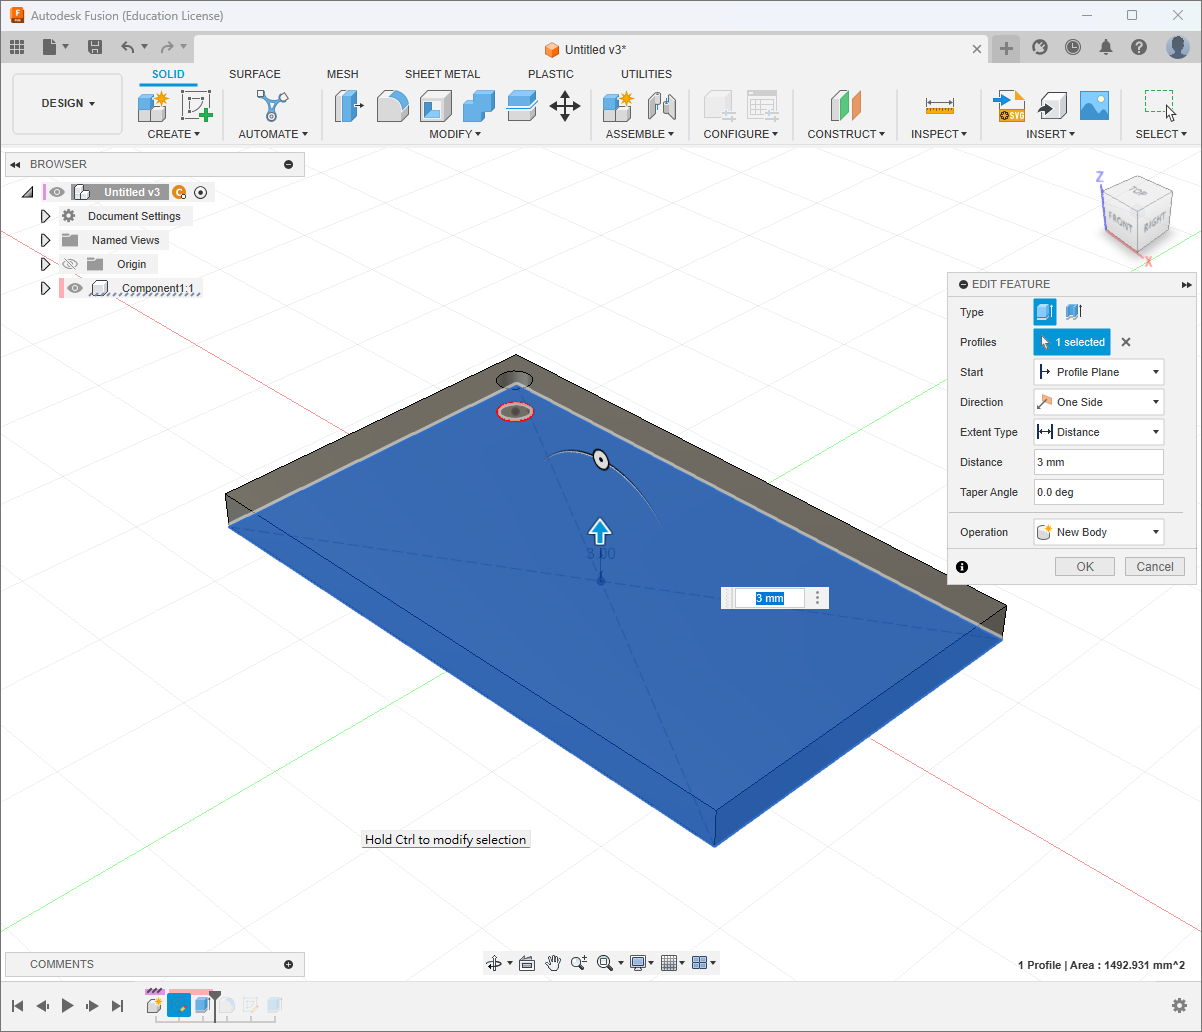 Autodesk Fusion (Education License)
Untitled v3*
SOLID SURFACE MESH SHEET METAL PLASTIC UTILITIES
DESIGN
CREATE AUTOMATE MODIFY ASSEMBLE CONFIGURE CONSTRUCT INSPECT INSERT SELECT
BROWSER
Untitled v3
Document Settings
Named Views
Origin
Component1:1
Z
TOP
FRONT RIGHT
X
EDIT FEATURE
Type
Profiles 1 selected
Start Profile Plane
Direction One Side
Extent Type Distance
Distance 3 mm
Taper Angle 0.0 deg
Operation New Body
OK Cancel
3.00
3 mm
Hold Ctrl to modify selection
COMMENTS
1 Profile | Area : 1492.931 mm^2